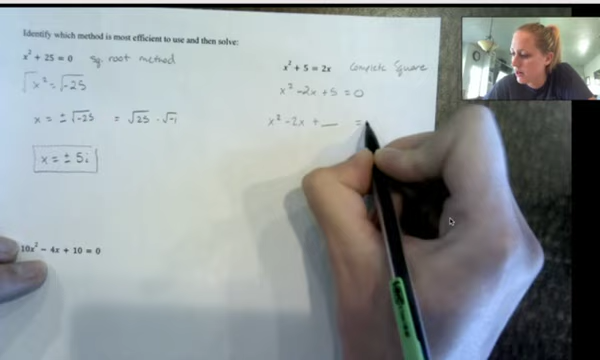 Identify which method is most efficient to use and then solve:
x² + 25 = 0 sq. root method
√x² = √-25
x = ± √-25 = √25 · √-1
x = ± 5i
x² + 5 = 2x Complete Square
x² - 2x + 5 = 0
x² - 2x + __ =
10x² − 4x + 10 = 0